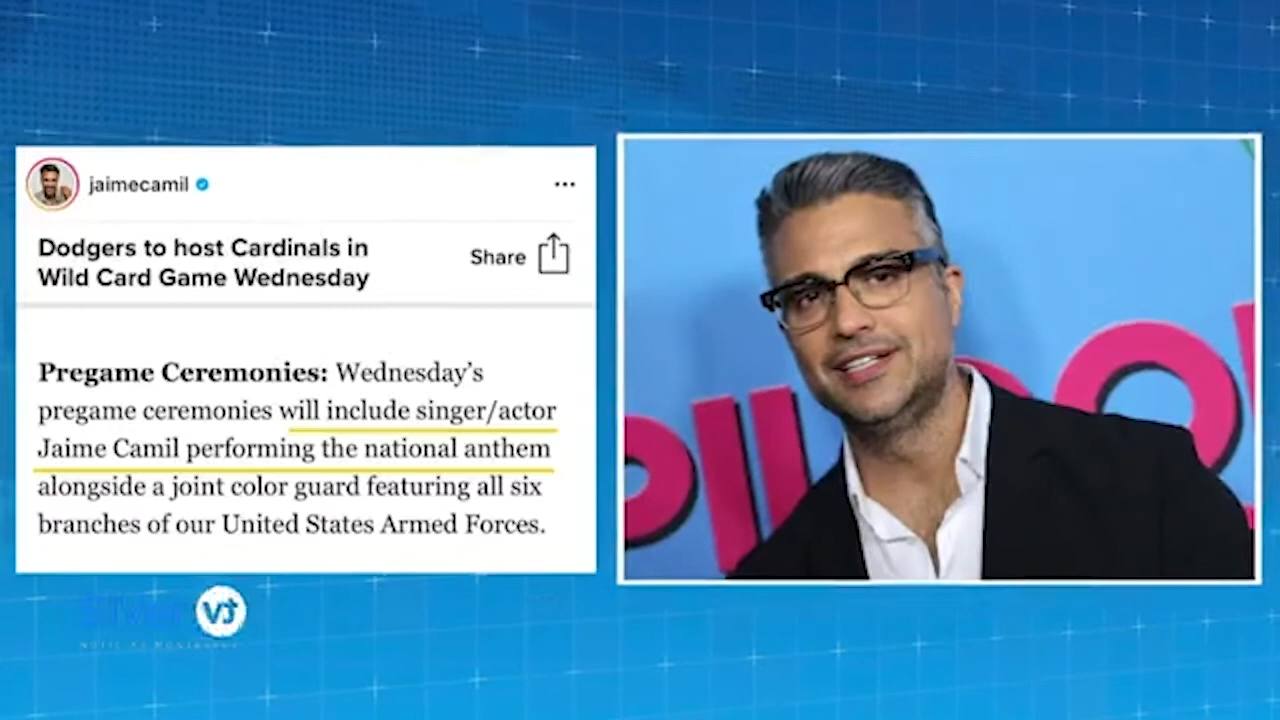 jaimecamil
Dodgers to host Cardinals in
Wild Card Game Wednesday
Share
Pregame Ceremonies: Wednesday's
pregame ceremonies will include singer/actor
Jaime Camil performing the national anthem
alongside a joint color guard featuring all six
branches of our United States Armed Forces.